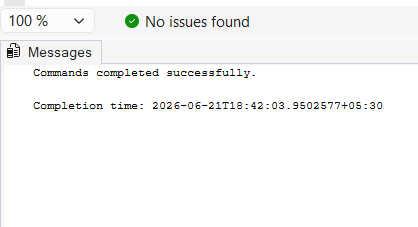 100 %
No issues found
Messages
Commands completed successfully.
Completion time: 2026-06-21T18:42:03.9502577+05:30